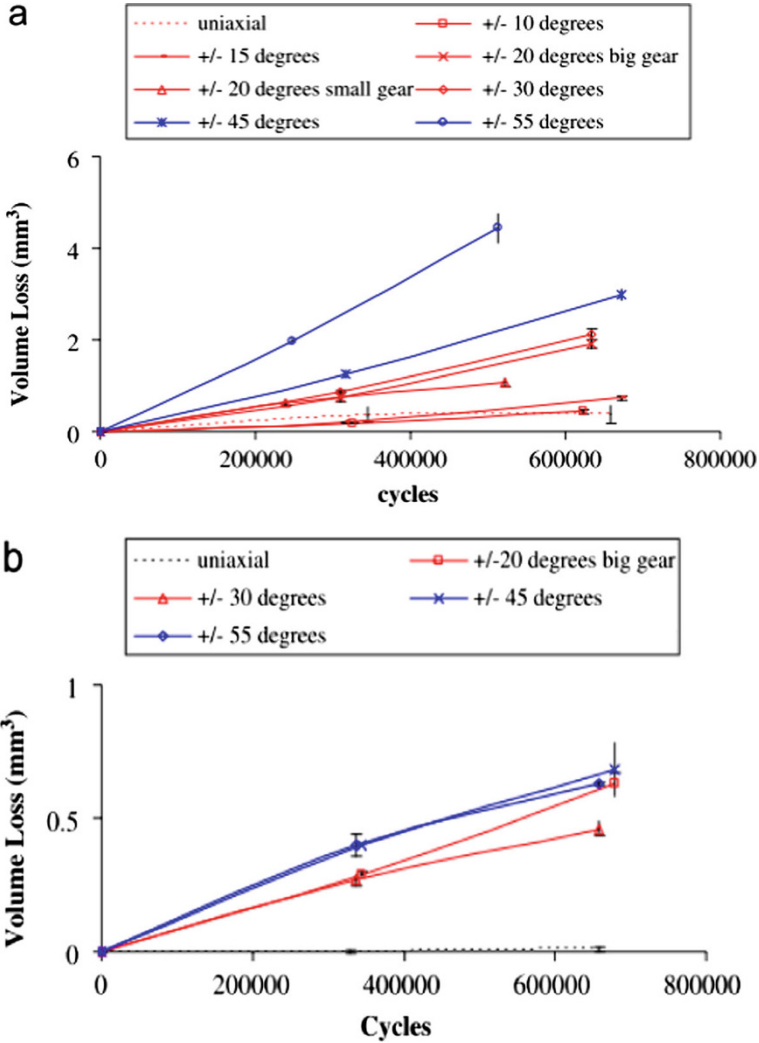 a
uniaxial +/- 10 degrees
+/- 15 degrees +/- 20 degrees big gear
+/- 20 degrees small gear +/- 30 degrees
+/- 45 degrees +/- 55 degrees
6
4
2
0
Volume Loss (mm³)
0 200000 400000 600000 800000
cycles
b
uniaxial +/-20 degrees big gear
+/- 30 degrees +/- 45 degrees
+/- 55 degrees
1
0.5
0
Volume Loss (mm³)
0 200000 400000 600000 800000
Cycles